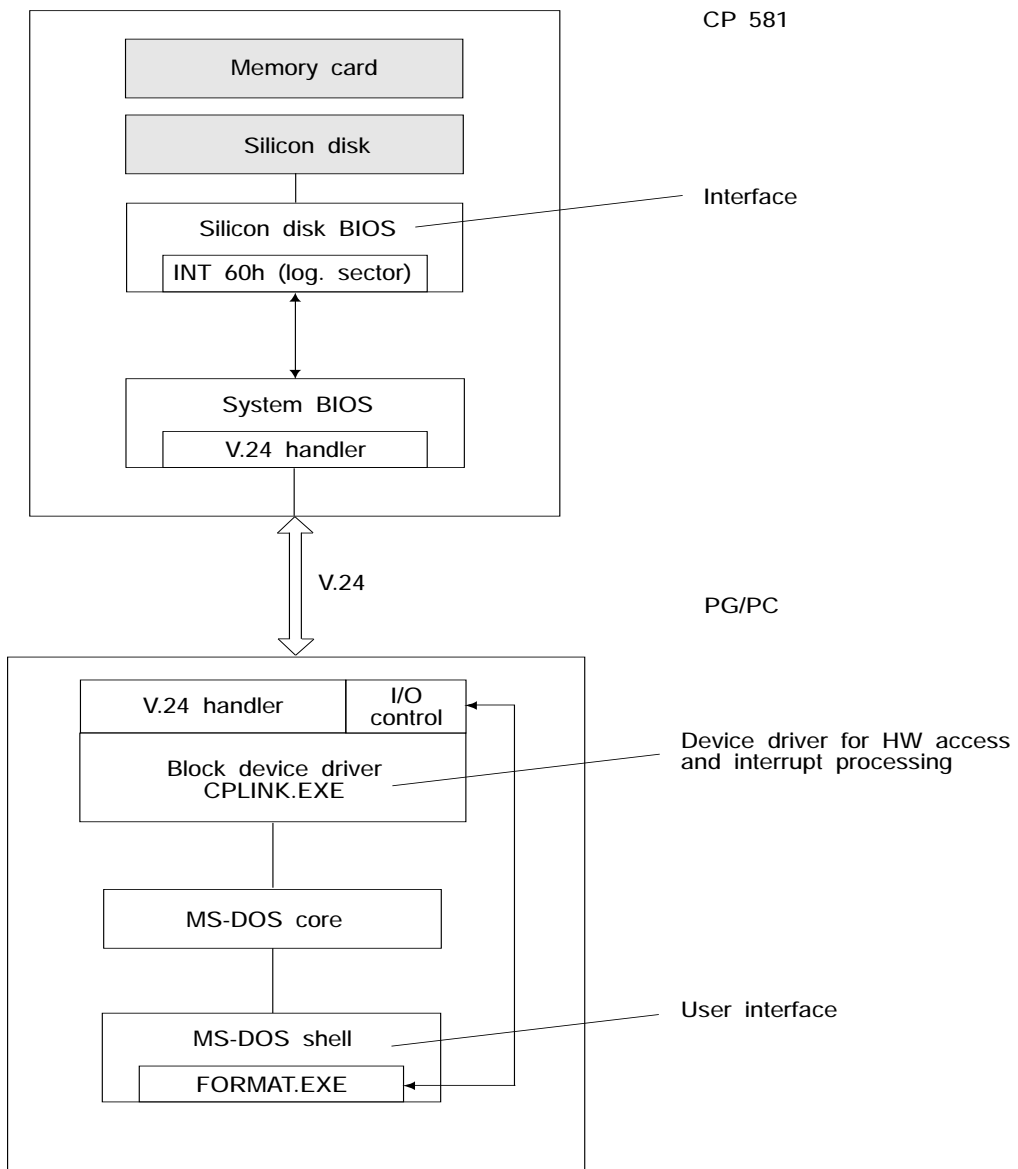 CP 581
Memory card
Silicon disk
Interface
Silicon disk BIOS
INT 60h (log. sector)
System BIOS
V.24 handler
V.24
PG/PC
V.24 handler
I/O
control
Device driver for HW access
and interrupt processing
Block device driver
CPLINK.EXE
MS-DOS core
User interface
MS-DOS shell
FORMAT.EXE